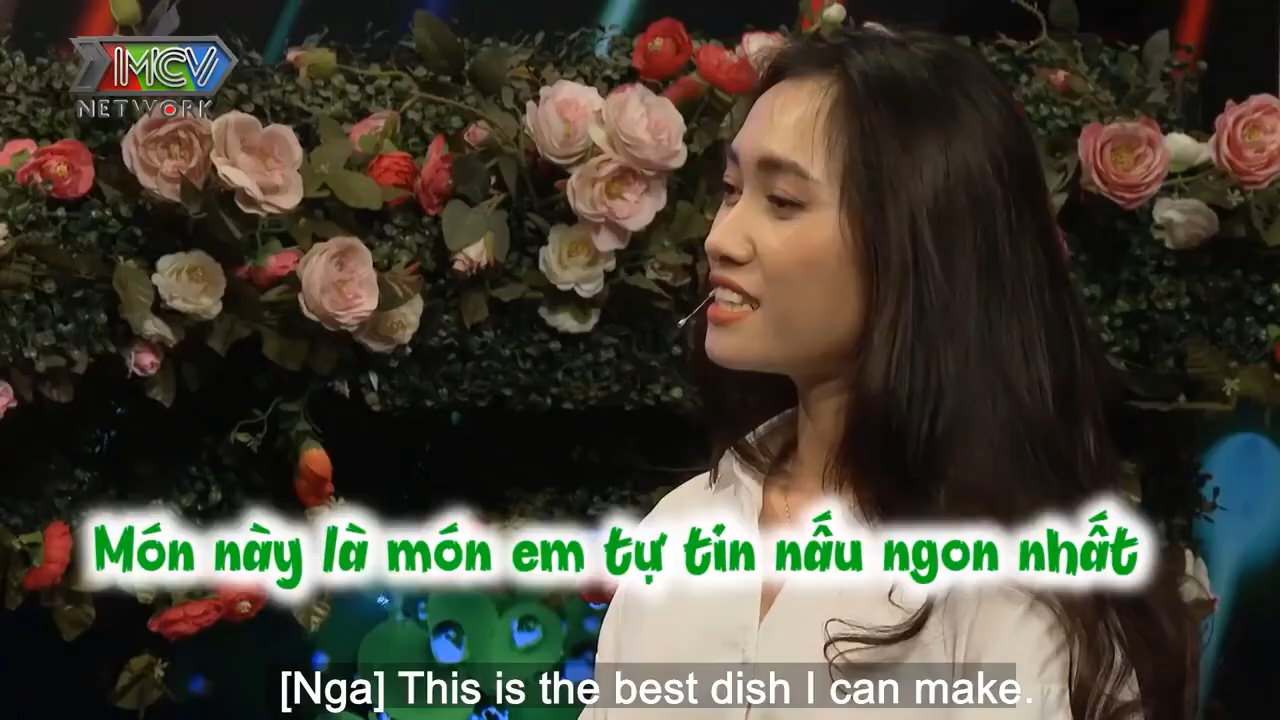 MCV
NETWORK
Món này là món em tự tin nấu ngon nhất
[Nga] This is the best dish I can make.